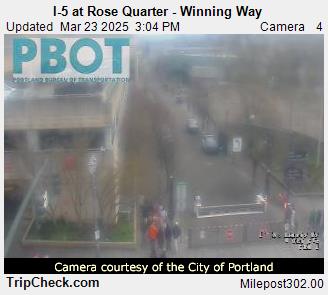 I-5 at Rose Quarter - Winning Way
Updated Mar 23 2025 3:04 PM Camera 4
PBOT
PORTLAND BUREAU OF TRANSPORTATION
Camera courtesy of the City of Portland
TripCheck.com Milepost302.00